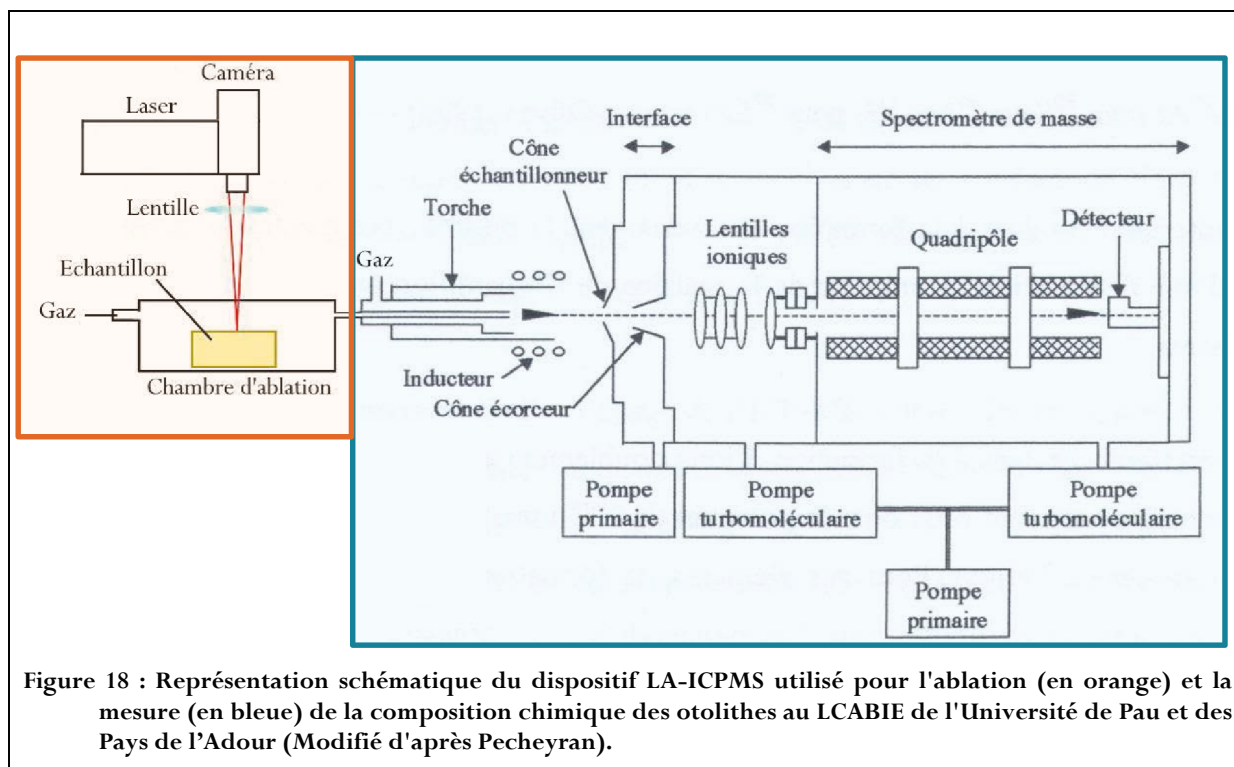 Caméra
Laser
Lentille
Echantillon
Gaz
Chambre d'ablation
Interface
Spectromètre de masse
Cône
échantillonneur
Torche
Gaz
Lentilles
ioniques
Quadripôle
Détecteur
Inducteur
Cône écorceur
Pompe
primaire
Pompe
turbomoléculaire
Pompe
turbomoléculaire
Pompe
primaire
Figure 18 : Représentation schématique du dispositif LA-ICPMS utilisé pour l'ablation (en orange) et la
mesure (en bleue) de la composition chimique des otolithes au LCABIE de l'Université de Pau et des
Pays de l'Adour (Modifié d'après Pecheyran).